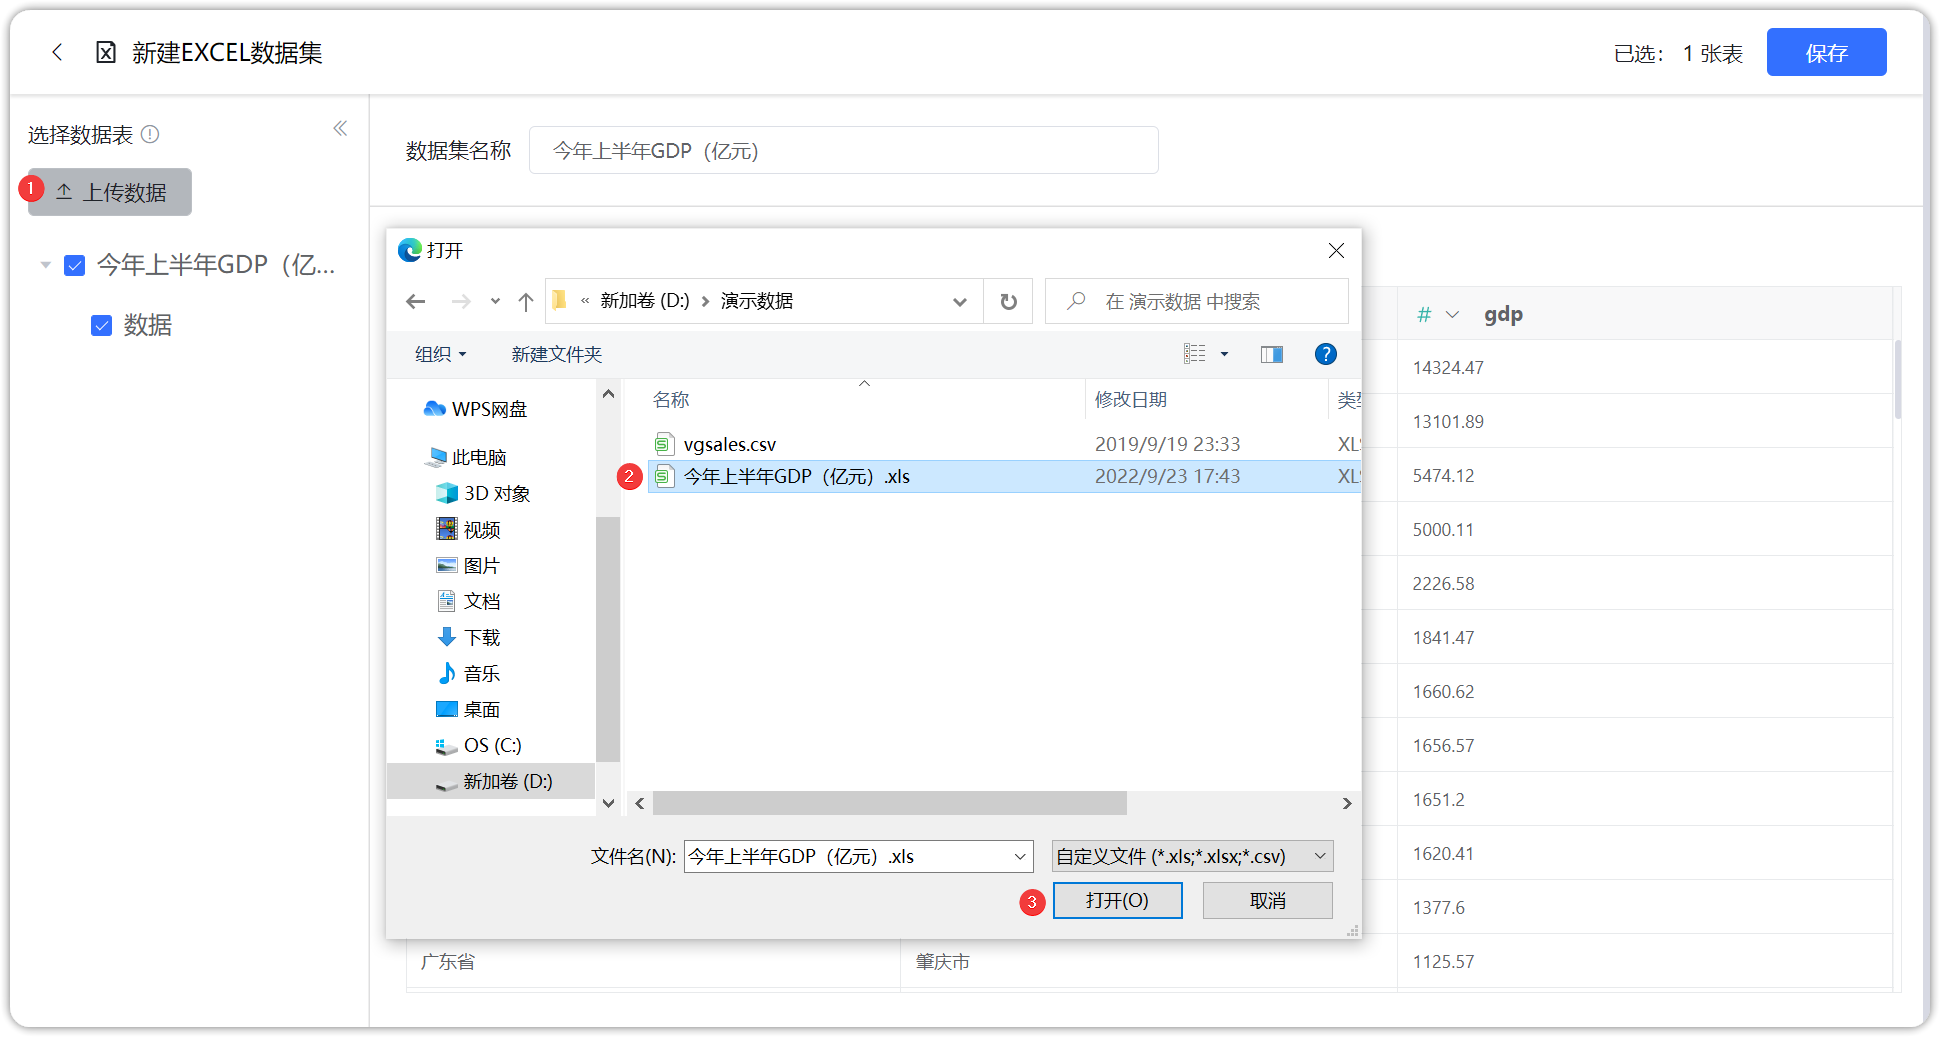 新建EXCEL数据集
已选： 1 张表
保存
选择数据表
1
上传数据
今年上半年GDP（亿...
数据
数据集名称
今年上半年GDP（亿元）
打开
« 新加卷 (D:) › 演示数据
在 演示数据 中搜索
组织
新建文件夹
?
WPS网盘
此电脑
3D 对象
视频
图片
文档
下载
音乐
桌面
OS (C:)
新加卷 (D:)
名称 修改日期 类型
vgsales.csv 2019/9/19 23:33 XLS
2
今年上半年GDP（亿元）.xls 2022/9/23 17:43 XLS
文件名(N): 今年上半年GDP（亿元）.xls
自定义文件 (*.xls;*.xlsx;*.csv)
3
打开(O)
取消
# gdp
14324.47
13101.89
5474.12
5000.11
2226.58
1841.47
1660.62
1656.57
1651.2
1620.41
1377.6
广东省 肇庆市 1125.57